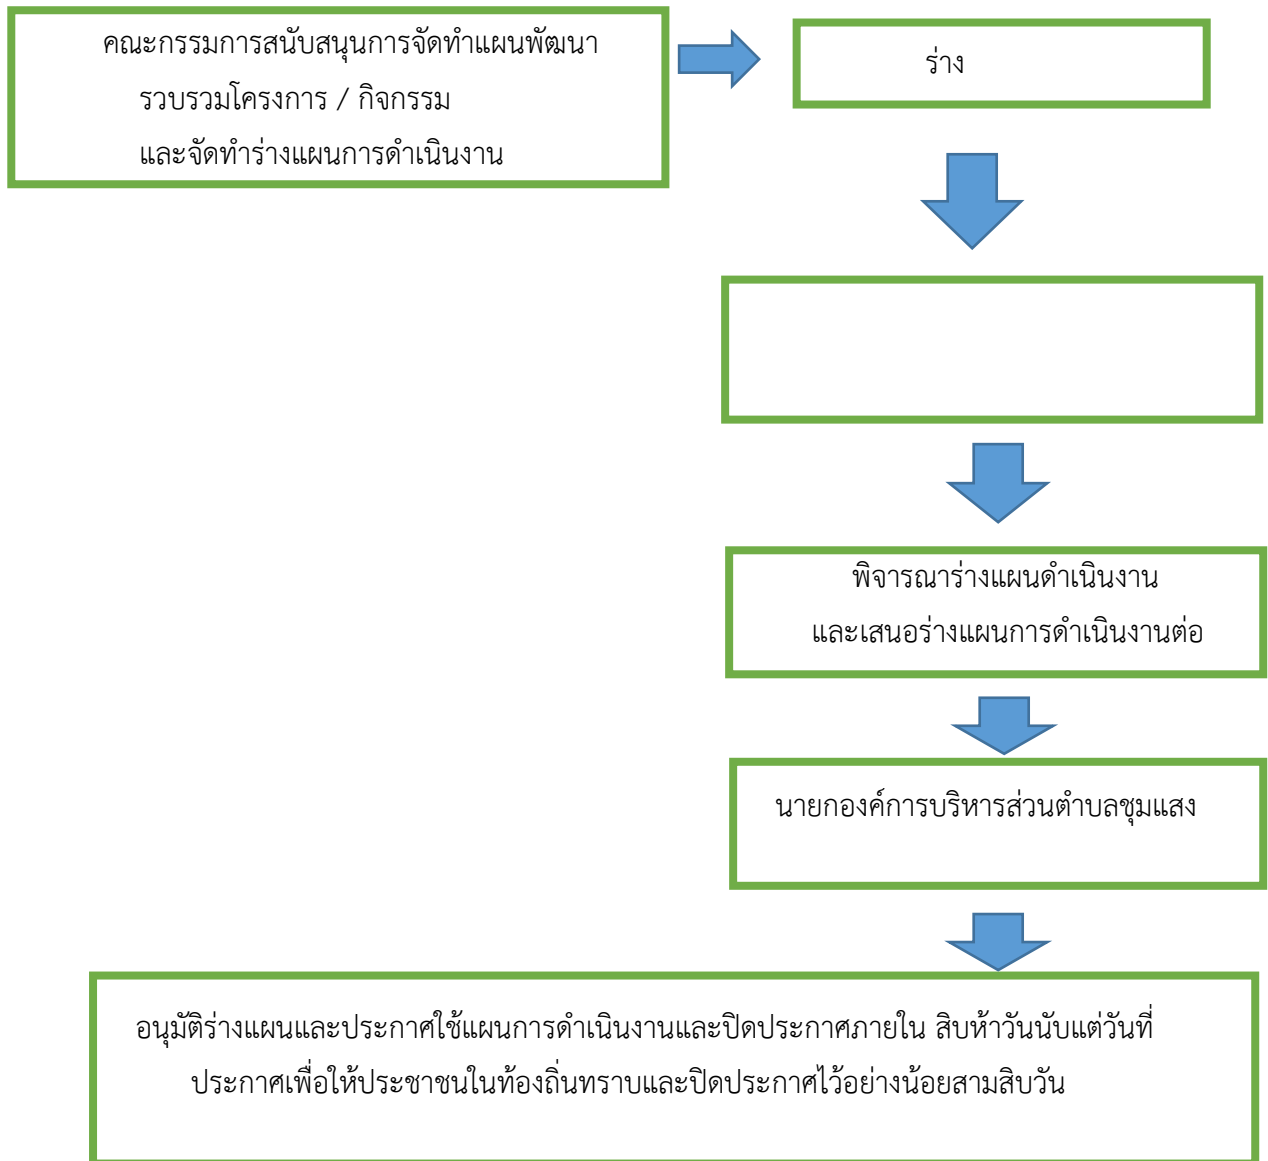 คณะกรรมการสนับสนุนการจัดทำแผนพัฒนา
รวบรวมโครงการ / กิจกรรม
และจัดทำร่างแผนการดำเนินงาน
ร่าง
พิจารณาร่างแผนดำเนินงาน
และเสนอร่างแผนการดำเนินงานต่อ
นายกองค์การบริหารส่วนตำบลชุมแสง
อนุมัติร่างแผนและประกาศใช้แผนการดำเนินงานและปิดประกาศภายใน สิบห้าวันนับแต่วันที่
ประกาศเพื่อให้ประชาชนในท้องถิ่นทราบและปิดประกาศไว้อย่างน้อยสามสิบวัน